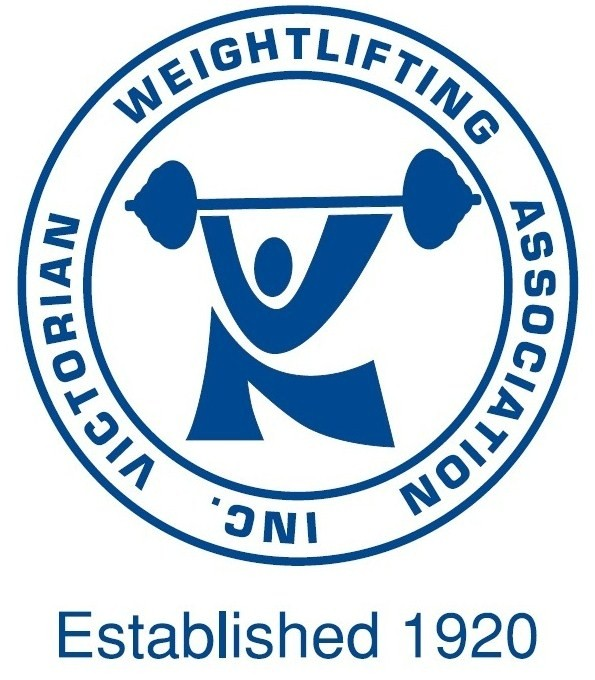 VICTORIAN WEIGHTLIFTING ASSOCIATION INC.
Established 1920